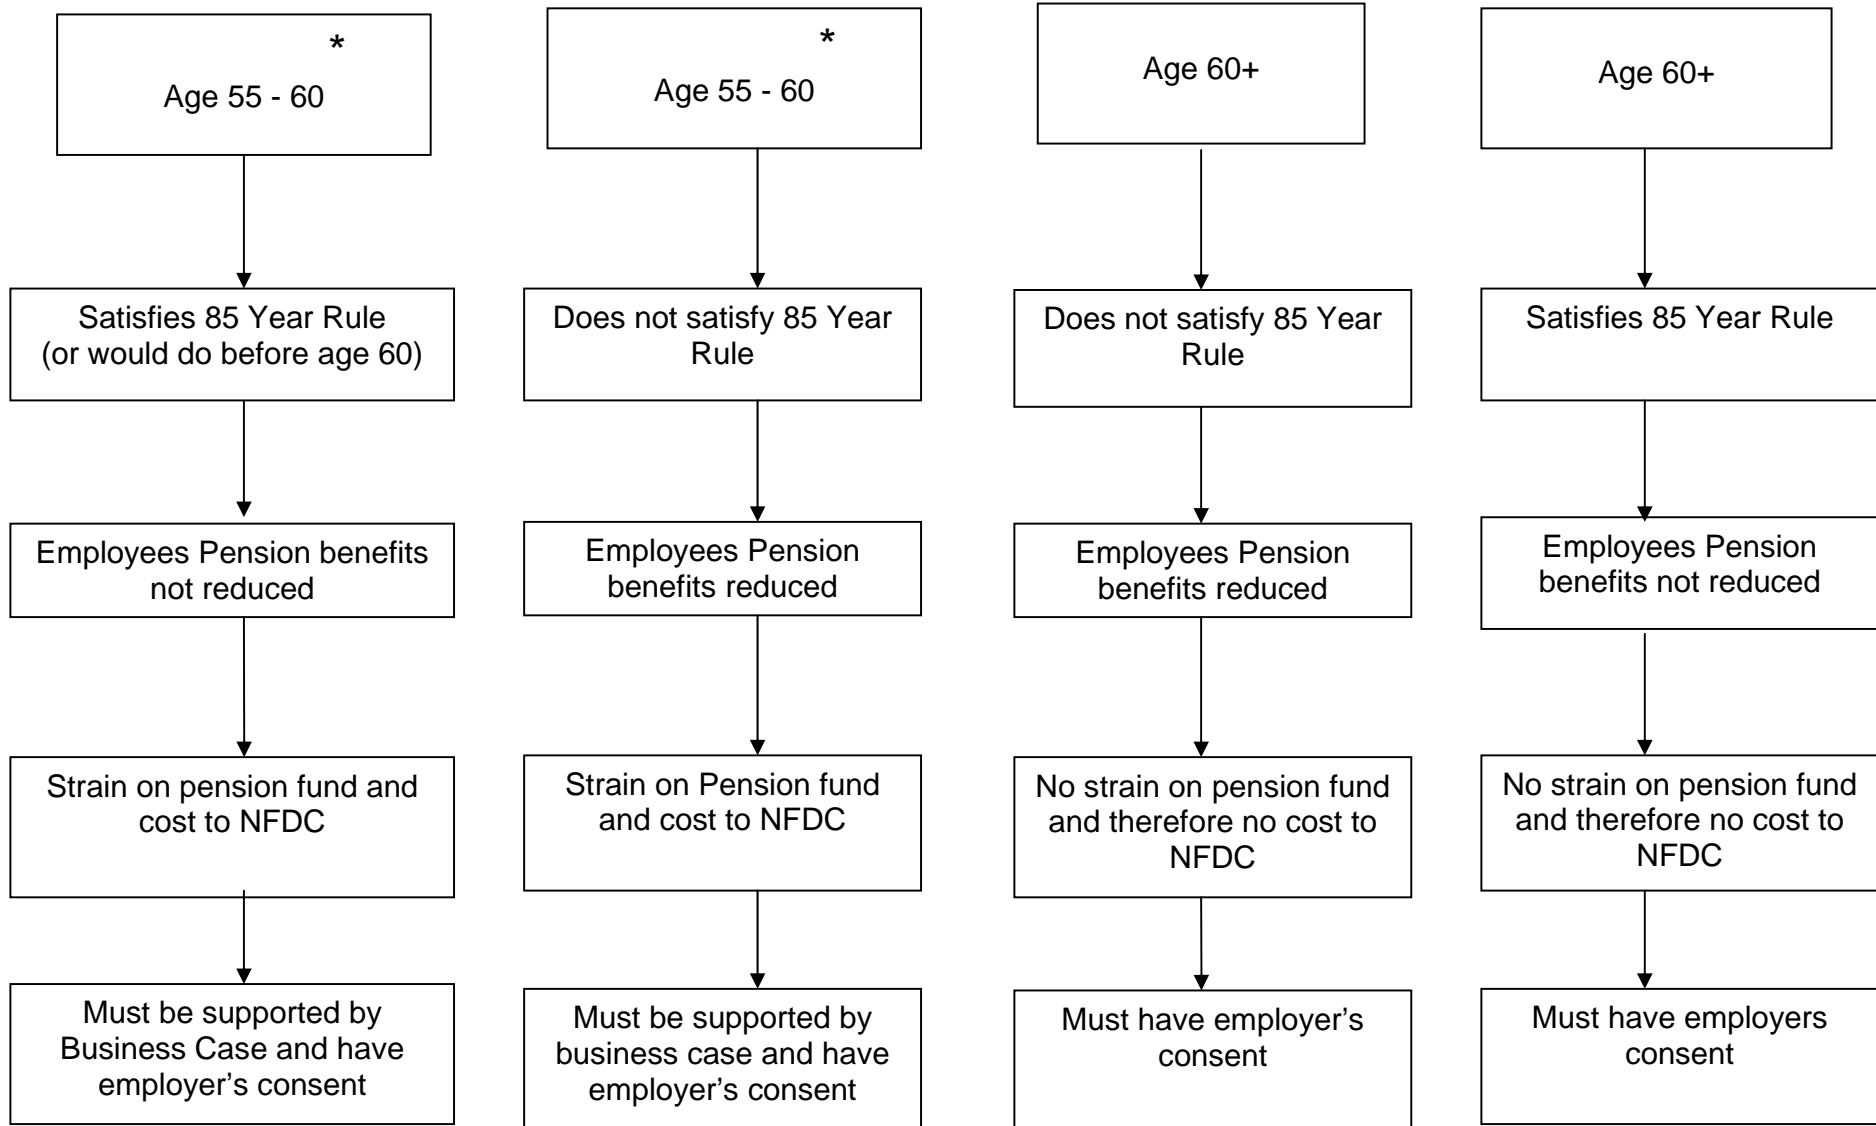 *
Age 55 - 60
Satisfies 85 Year Rule
(or would do before age 60)
Employees Pension benefits
not reduced
Strain on pension fund and
cost to NFDC
Must be supported by
Business Case and have
employer’s consent
*
Age 55 - 60
Does not satisfy 85 Year
Rule
Employees Pension
benefits reduced
Strain on Pension fund
and cost to NFDC
Must be supported by
business case and have
employer’s consent
Age 60+
Does not satisfy 85 Year
Rule
Employees Pension
benefits reduced
No strain on pension fund
and therefore no cost to
NFDC
Must have employer’s
consent
Age 60+
Satisfies 85 Year Rule
Employees Pension
benefits not reduced
No strain on pension fund
and therefore no cost to
NFDC
Must have employers
consent